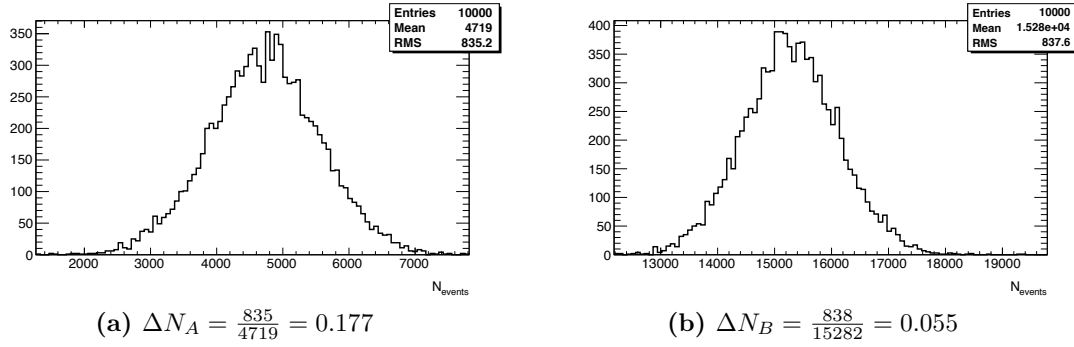 Entries 10000
Mean 4719
RMS 835.2
350
300
250
200
150
100
50
0
2000 3000 4000 5000 6000 7000
N_events
(a) ΔN_A = 835/4719 = 0.177
Entries 10000
Mean 1.528e+04
RMS 837.6
400
350
300
250
200
150
100
50
0
13000 14000 15000 16000 17000 18000 19000
N_events
(b) ΔN_B = 838/15282 = 0.055